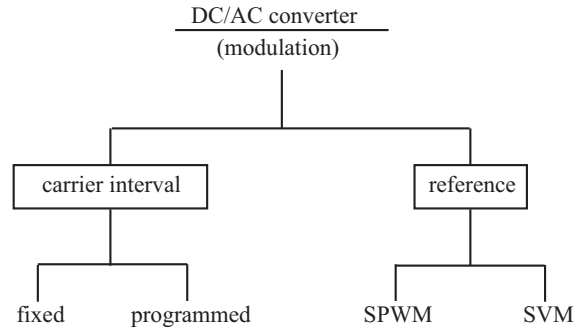 DC/AC converter
(modulation)
carrier interval
reference
fixed
programmed
SPWM
SVM